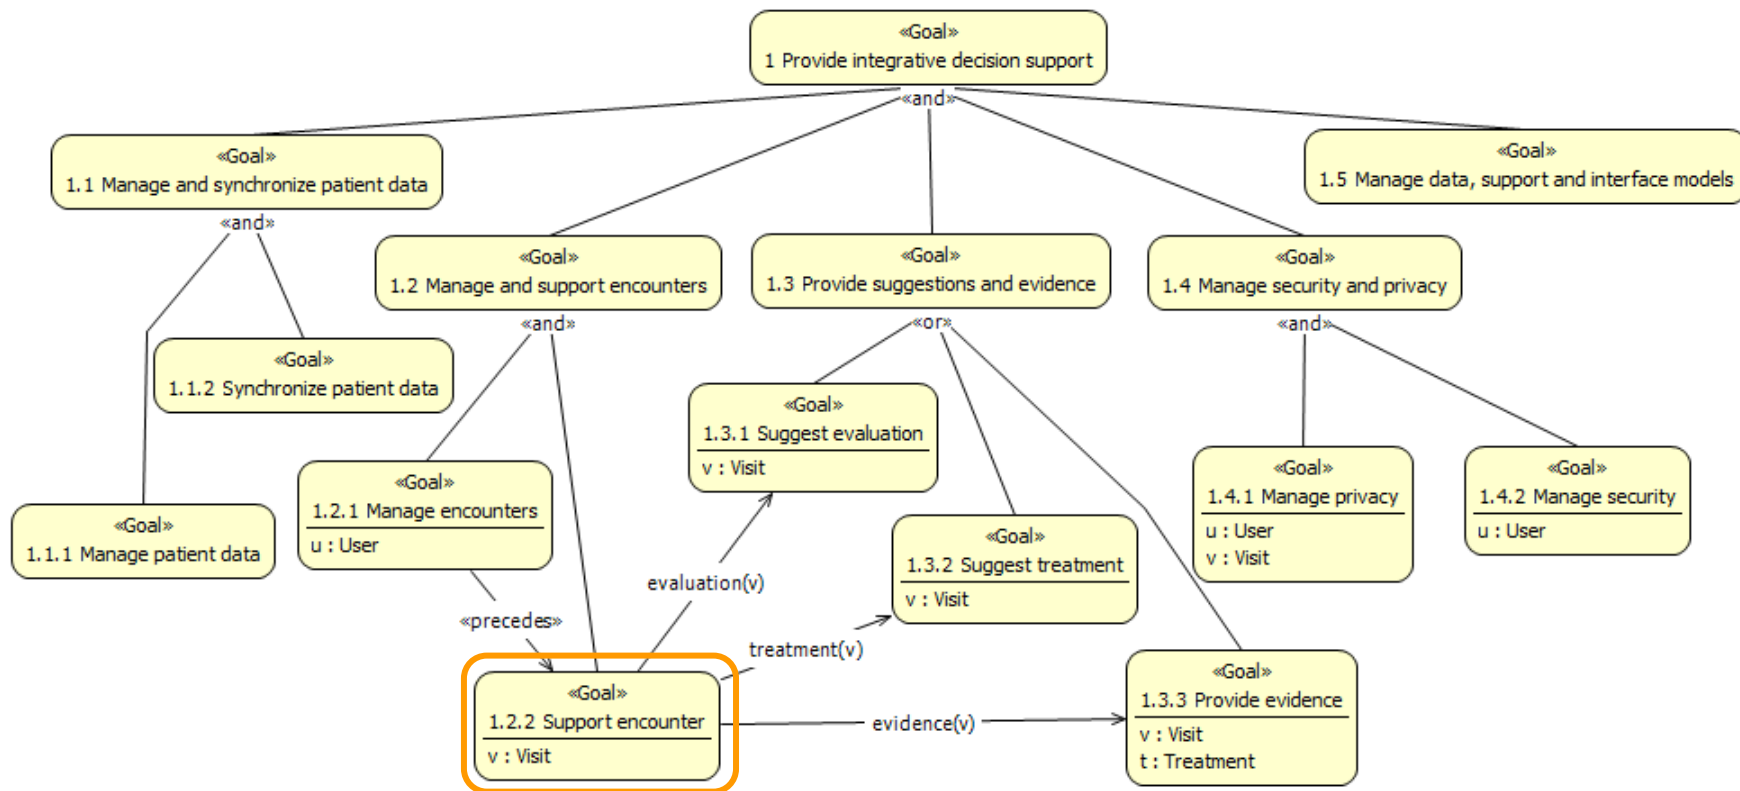 «Goal»
1 Provide integrative decision support
«and»
«Goal»
1.1 Manage and synchronize patient data
«Goal»
1.5 Manage data, support and interface models
«and»
«Goal»
1.2 Manage and support encounters
«Goal»
1.3 Provide suggestions and evidence
«Goal»
1.4 Manage security and privacy
«and»
«or»
«and»
«Goal»
1.1.2 Synchronize patient data
«Goal»
1.3.1 Suggest evaluation
v : Visit
«Goal»
1.2.1 Manage encounters
u : User
«Goal»
1.4.1 Manage privacy
u : User
v : Visit
«Goal»
1.4.2 Manage security
u : User
«Goal»
1.1.1 Manage patient data
«Goal»
1.3.2 Suggest treatment
v : Visit
evaluation(v)
«precedes»
treatment(v)
«Goal»
1.2.2 Support encounter
v : Visit
evidence(v)
«Goal»
1.3.3 Provide evidence
v : Visit
t : Treatment